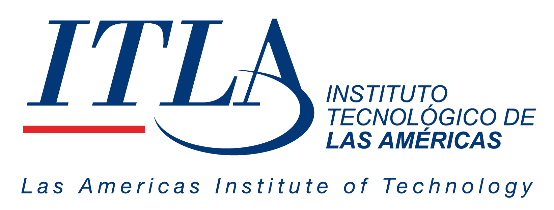 ITLA
INSTITUTO
TECNOLÓGICO DE
LAS AMÉRICAS
Las Americas Institute of Technology